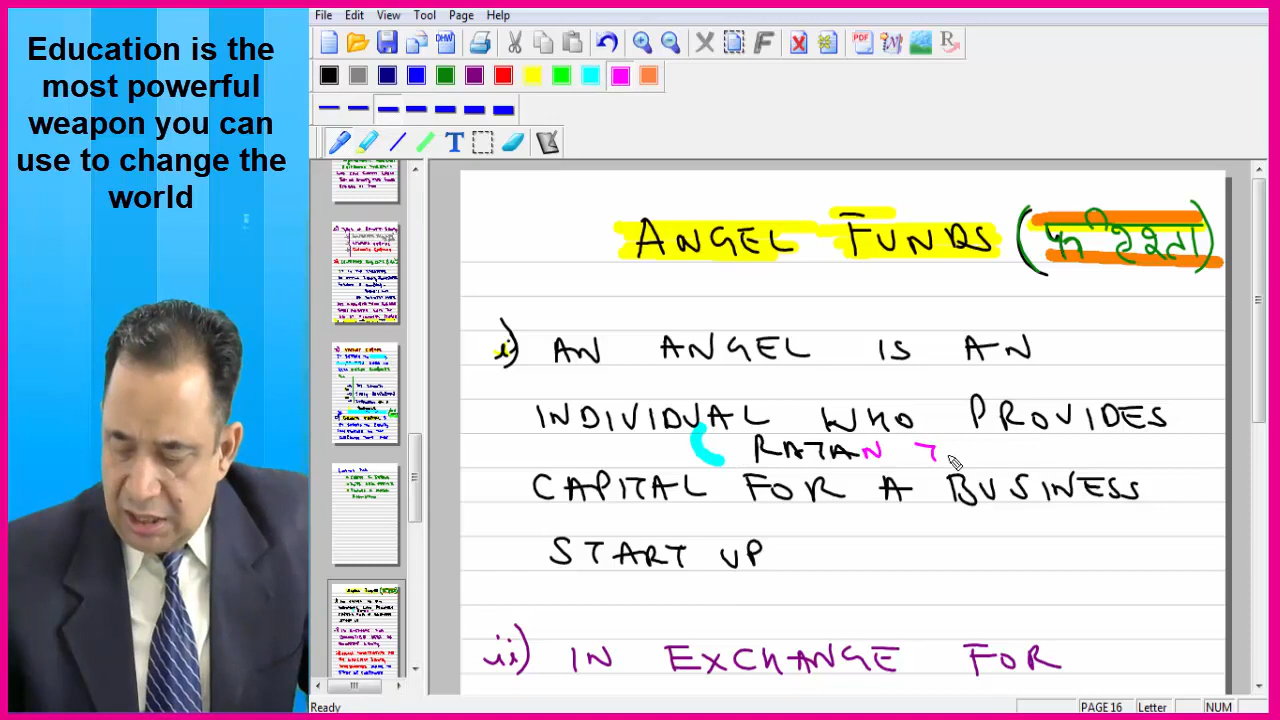 Education is the
most powerful
weapon you can
use to change the
world
File Edit View Tool Page Help
ANGEL FUNDS (फरिश्ता)
i) AN ANGEL IS AN
INDIVIDUAL WHO PROVIDES
RATAN T
CAPITAL FOR A BUSINESS
START UP
ii) IN EXCHANGE FOR
Ready PAGE 16 Letter NUM